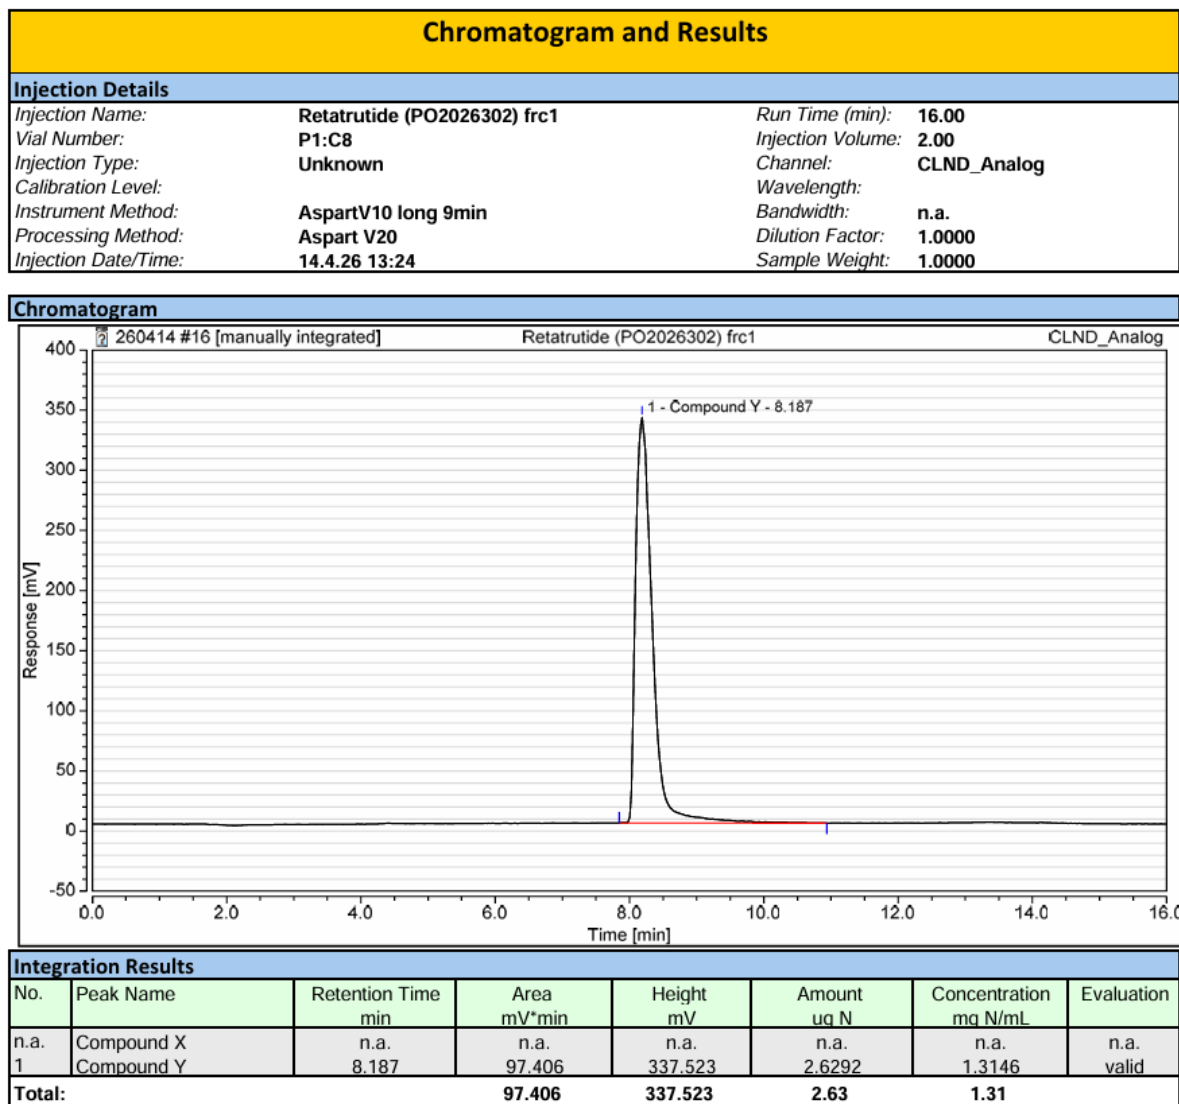 Chromatogram and Results
Injection Details
Injection Name: Retatrutide (PO2026302) frc1 Run Time (min): 16.00
Vial Number: P1:C8 Injection Volume: 2.00
Injection Type: Unknown Channel: CLND_Analog
Calibration Level: Wavelength:
Instrument Method: AspartV10 long 9min Bandwidth: n.a.
Processing Method: Aspart V20 Dilution Factor: 1.0000
Injection Date/Time: 14.4.26 13:24 Sample Weight: 1.0000
Chromatogram
260414 #16 [manually integrated] Retatrutide (PO2026302) frc1 CLND_Analog
400
350
300
250
200
150
100
50
0
-50
Response [mV]
1 - Compound Y - 8.187
0.0 2.0 4.0 6.0 8.0 10.0 12.0 14.0 16.0
Time [min]
Integration Results
No. Peak Name Retention Time Area Height Amount Concentration Evaluation
min mV*min mV ug N mg N/mL
n.a. Compound X n.a. n.a. n.a. n.a. n.a. n.a.
1 Compound Y 8.187 97.406 337.523 2.6292 1.3146 valid
Total: 97.406 337.523 2.63 1.31